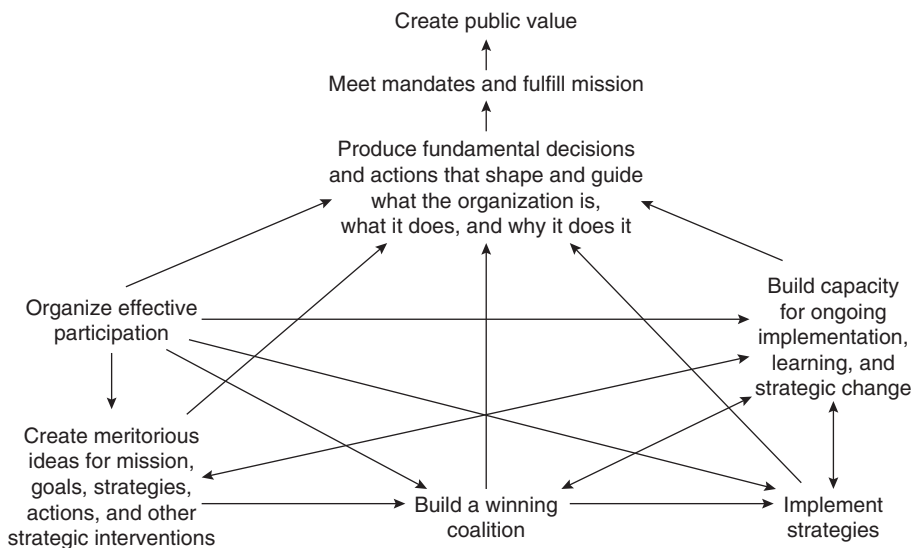 Create public value
Meet mandates and fulfill mission
Produce fundamental decisions
and actions that shape and guide
what the organization is,
what it does, and why it does it
Organize effective
participation
Build capacity
for ongoing
implementation,
learning, and
strategic change
Create meritorious
ideas for mission,
goals, strategies,
actions, and other
strategic interventions
Build a winning
coalition
Implement
strategies